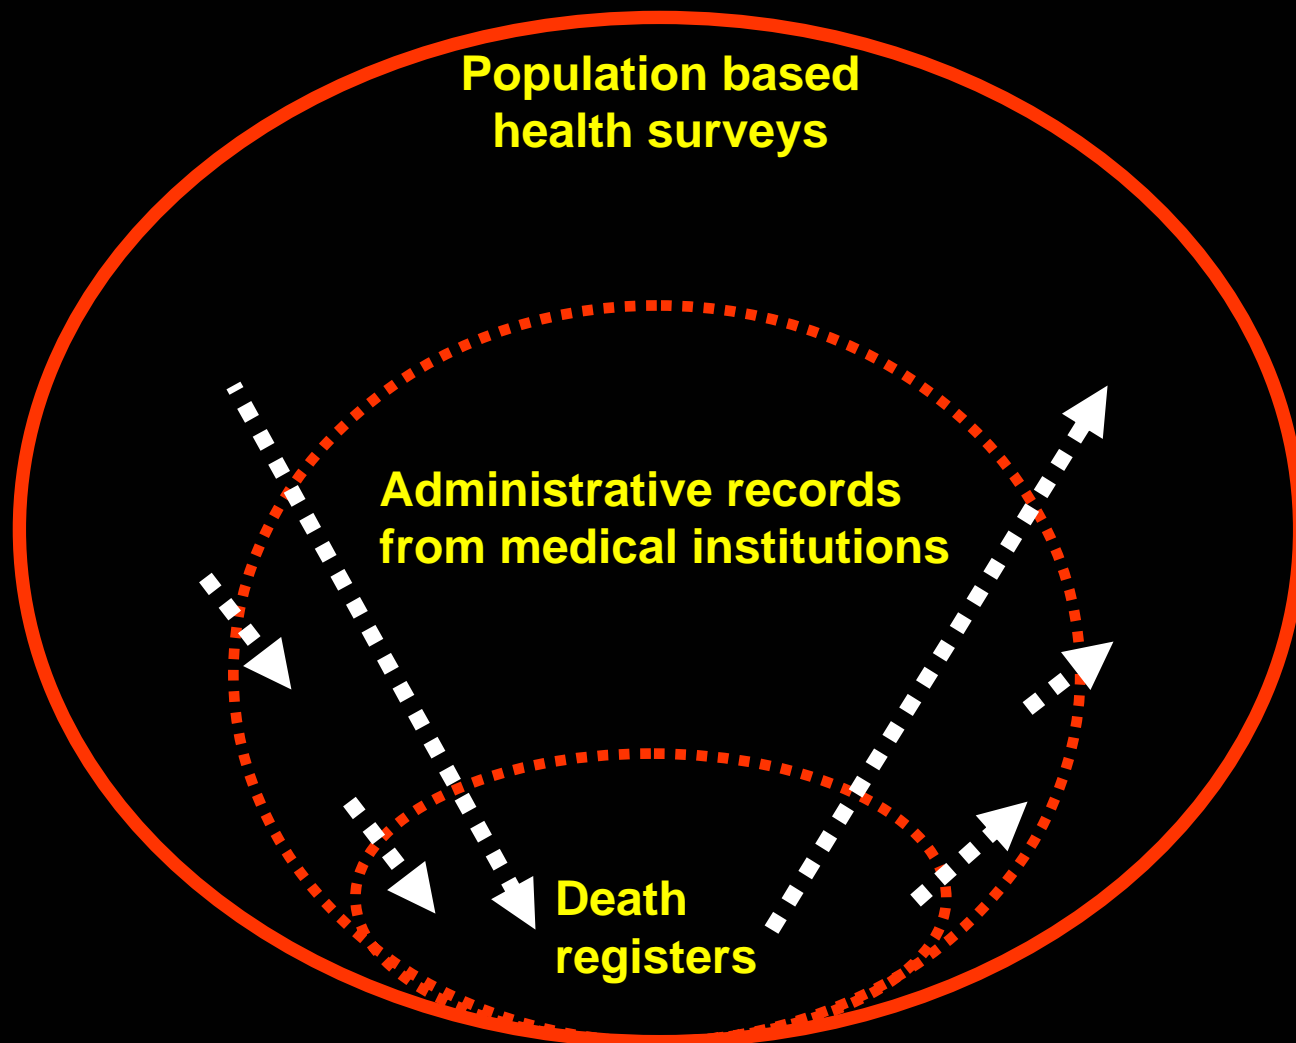 Population based
health surveys
Administrative records
from medical institutions
Death
registers